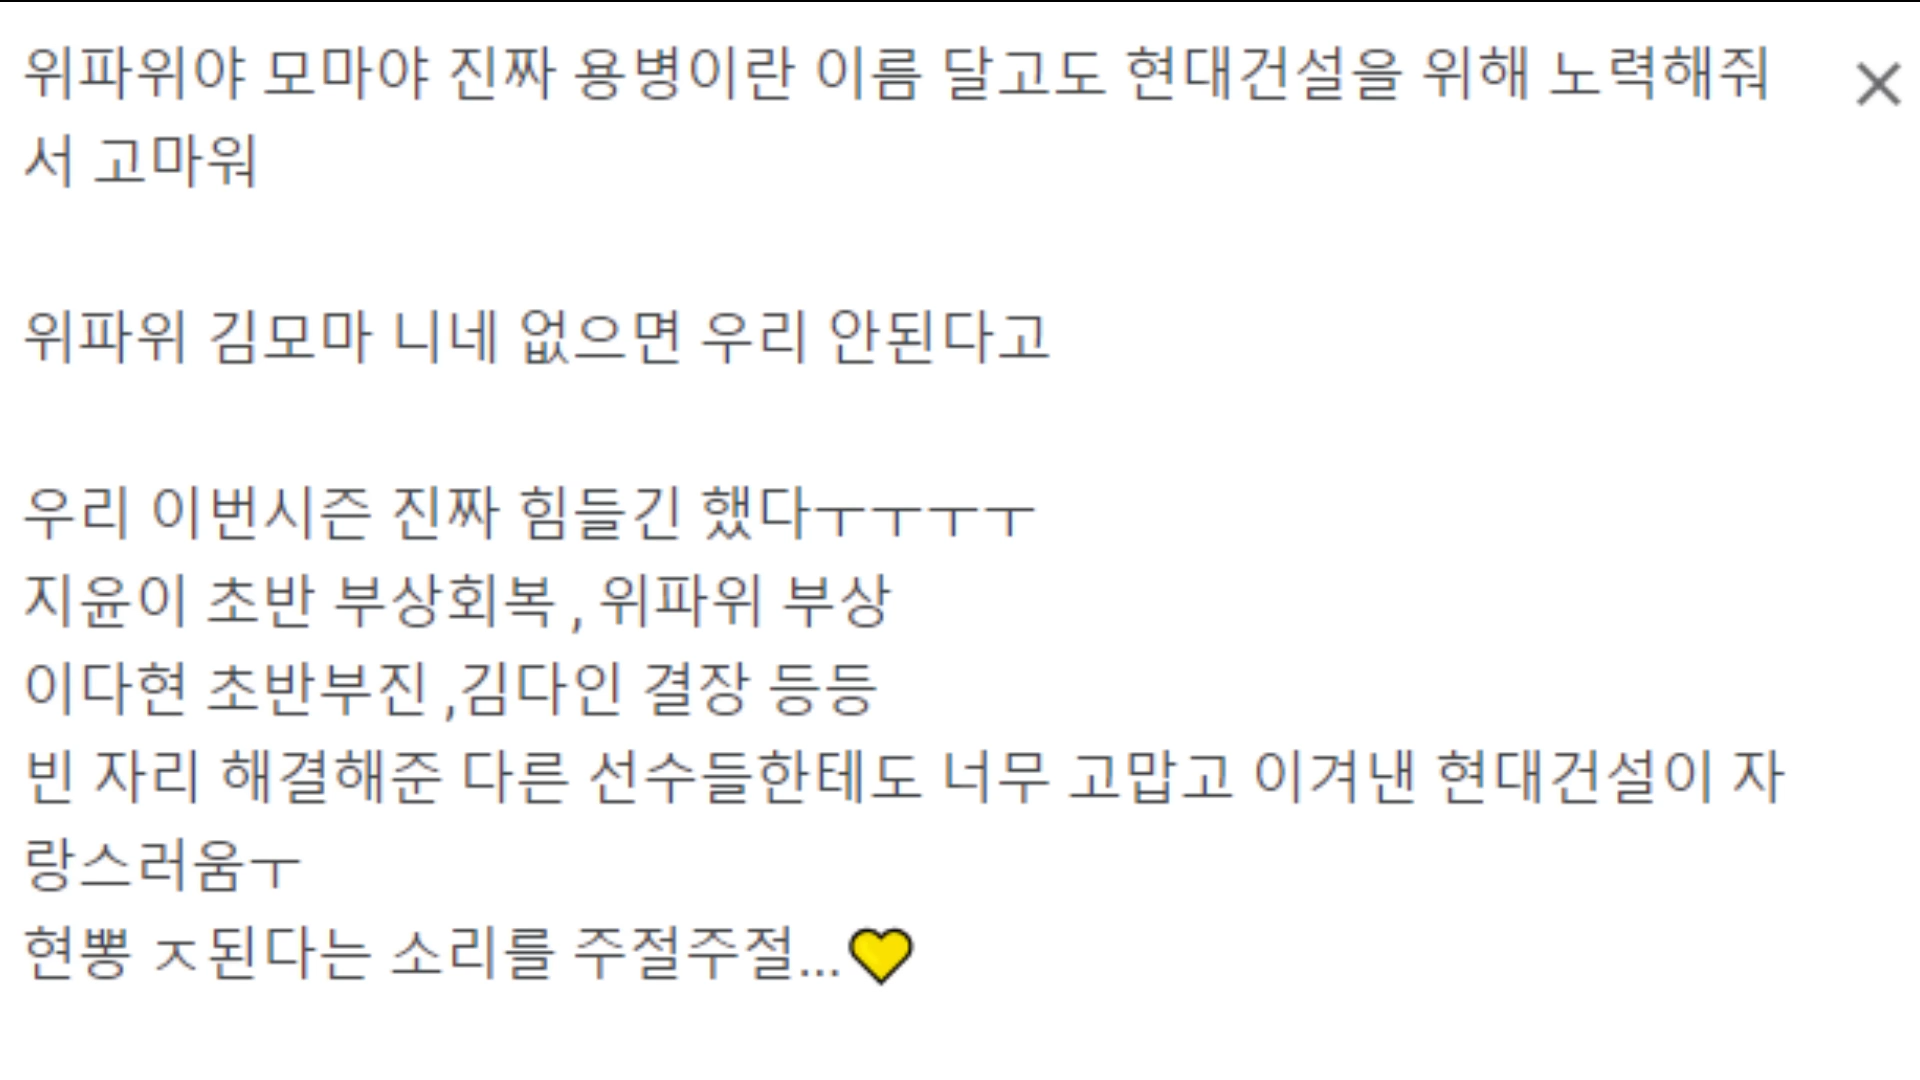 위파위야 모마야 진짜 용병이란 이름 달고도 현대건설을 위해 노력해줘
서 고마워
위파위 김모마 니네 없으면 우리 안된다고
우리 이번시즌 진짜 힘들긴 했다ㅜㅜㅜㅜ
지윤이 초반 부상회복 , 위파위 부상
이다현 초반부진 ,김다인 결장 등등
빈 자리 해결해준 다른 선수들한테도 너무 고맙고 이겨낸 현대건설이 자
랑스러움ㅜ
현뽕 ㅈ된다는 소리를 주절주절...💛